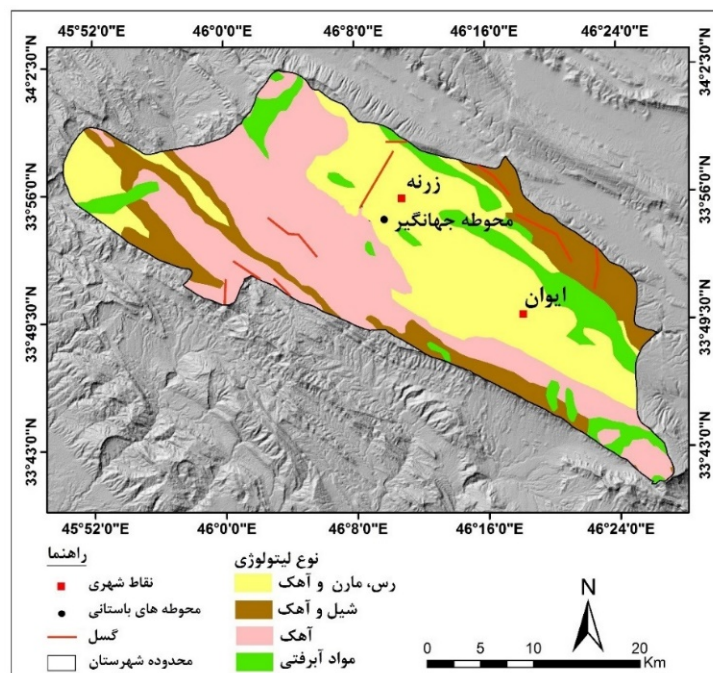 45°52'0"E 46°0'0"E 46°8'0"E 46°16'0"E 46°24'0"E
34°2'30"N 34°2'30"N
33°56'0"N 33°56'0"N
33°49'30"N 33°49'30"N
33°43'0"N 33°43'0"N
زرنه
محوطه جهانگیر
ایوان
45°52'0"E 46°0'0"E 46°8'0"E 46°16'0"E 46°24'0"E
راهنما
نقاط شهری
محوطه های باستانی
گسل
محدوده شهرستان
نوع لیتولوژی
رس، مارن و آهک
شیل و آهک
آهک
مواد آبرفتی
N
0 5 10 20
Km